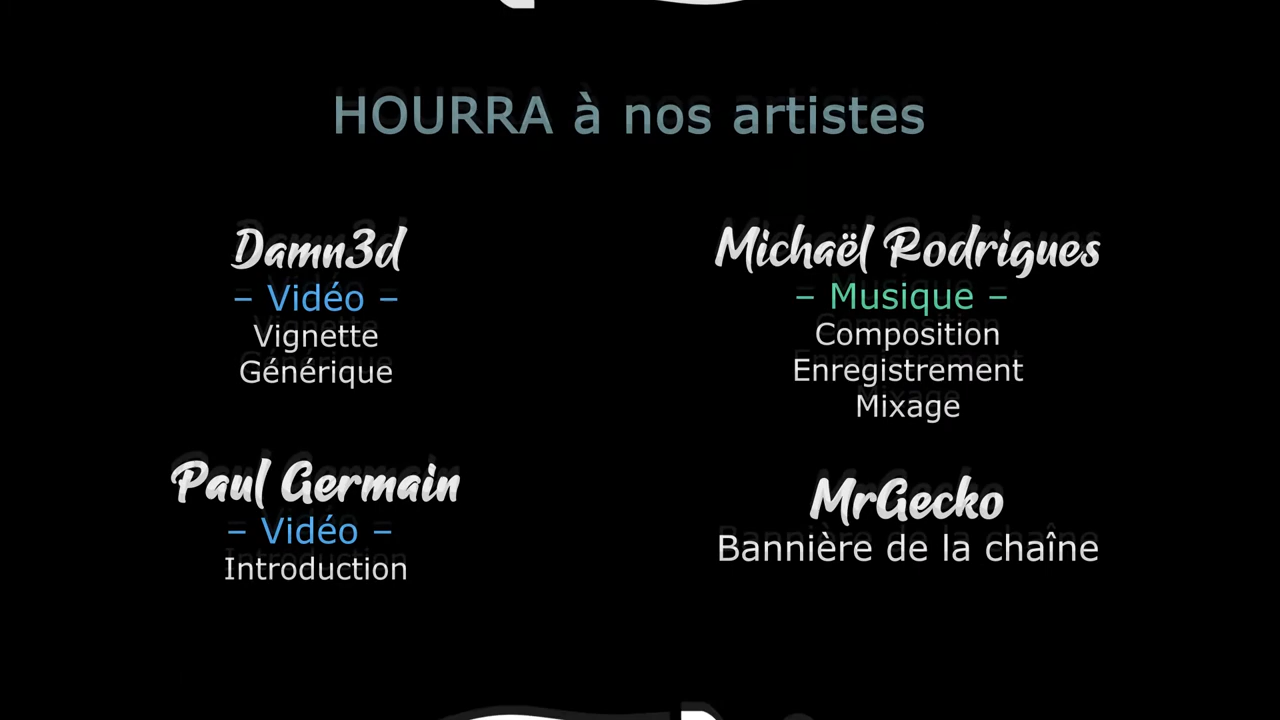 HOURRA à nos artistes
Damn3d
– Vidéo –
Vignette
Générique
Michaël Rodrigues
– Musique –
Composition
Enregistrement
Mixage
Paul Germain
– Vidéo –
Introduction
MrGecko
Bannière de la chaîne